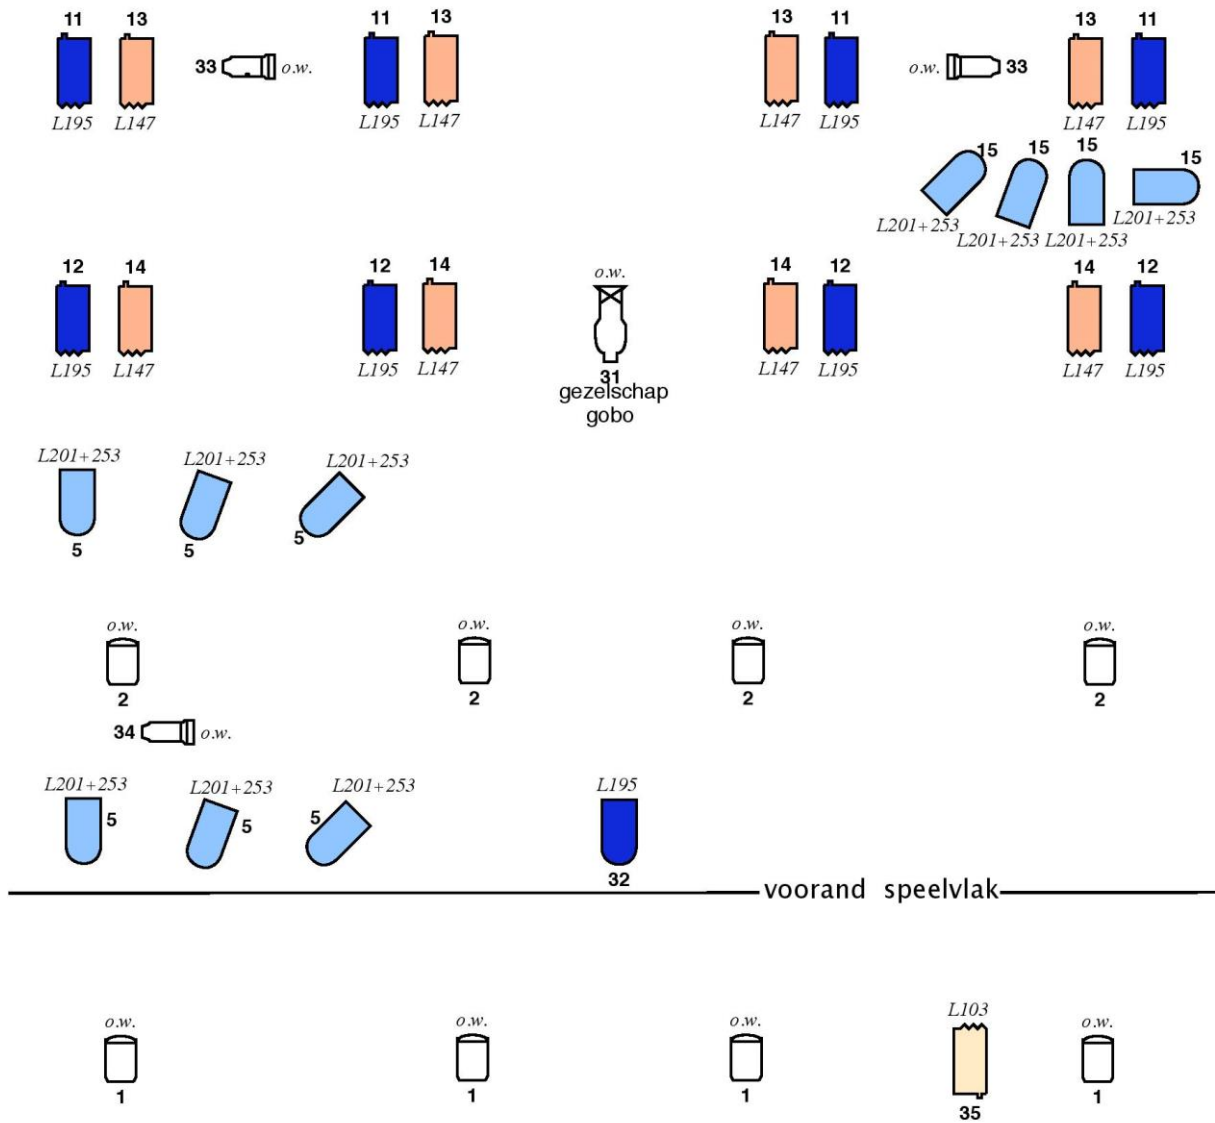 11 13 11 13 13 11 13 11
33 o.w. o.w. 33
L195 L147 L195 L147 L147 L195 L147 L195
15 15 15 15
L201+253 L201+253 L201+253 L201+253
12 14 12 14 o.w. 14 12 14 12
L195 L147 L195 L147 L147 L195 L147 L195
31
gezelschap
gobo
L201+253 L201+253 L201+253
5 5 5
o.w. o.w. o.w. o.w.
2 2 2 2
34 o.w.
L201+253 L201+253 L201+253 L195
5 5 5
32
voorand speelvlak
L103
o.w. o.w. o.w. o.w.
1 1 1 35 1